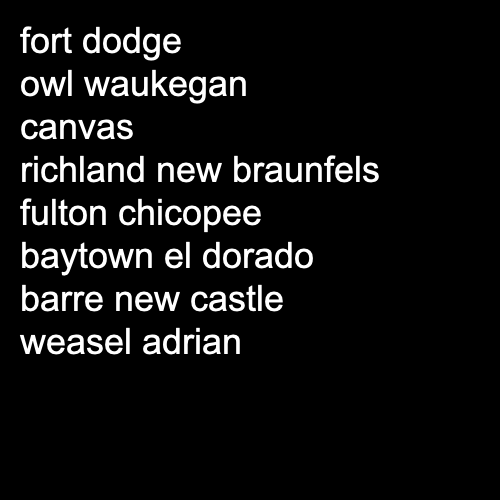 fort dodge
owl waukegan
canvas
richland new braunfels
fulton chicopee
baytown el dorado
barre new castle
weasel adrian